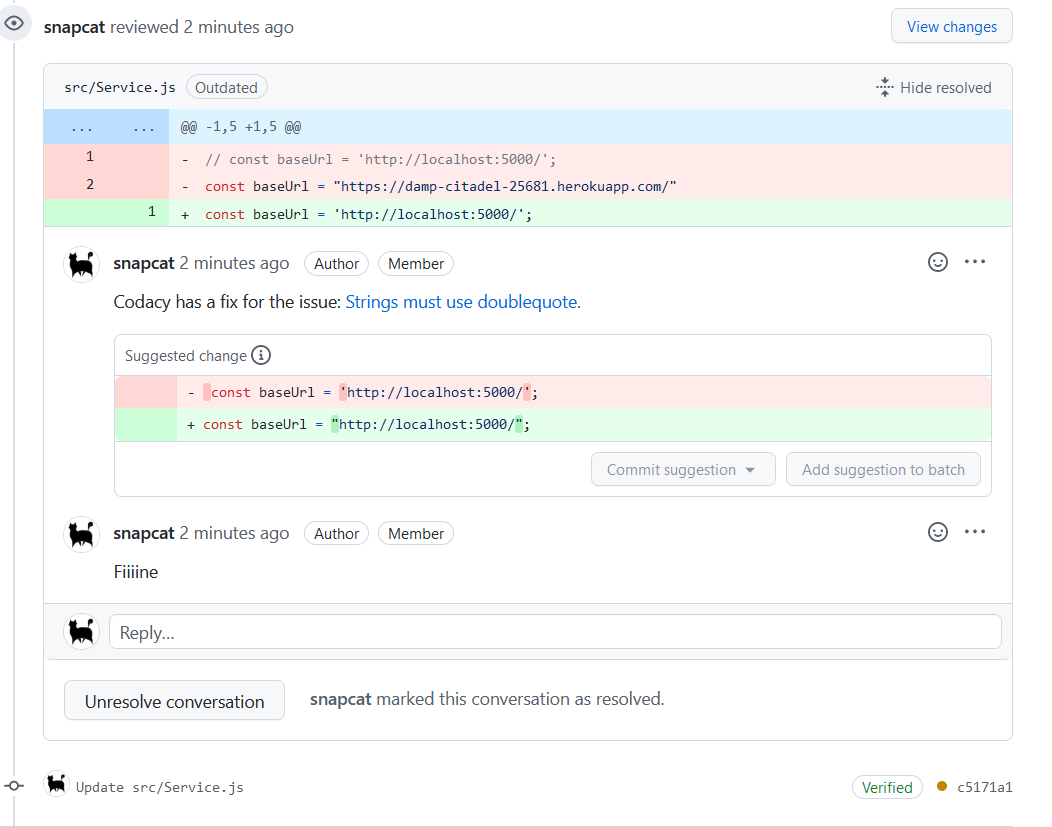 snapcat reviewed 2 minutes ago
View changes
src/Service.js Outdated
Hide resolved
... ... @@ -1,5 +1,5 @@
1 - // const baseUrl = 'http://localhost:5000/';
2 - const baseUrl = "https://damp-citadel-25681.herokuapp.com/"
1 + const baseUrl = 'http://localhost:5000/';
snapcat 2 minutes ago Author Member
Codacy has a fix for the issue: Strings must use doublequote.
Suggested change
- const baseUrl = 'http://localhost:5000/';
+ const baseUrl = "http://localhost:5000/";
Commit suggestion Add suggestion to batch
snapcat 2 minutes ago Author Member
Fiiiine
Reply...
Unresolve conversation snapcat marked this conversation as resolved.
Update src/Service.js Verified c5171a1